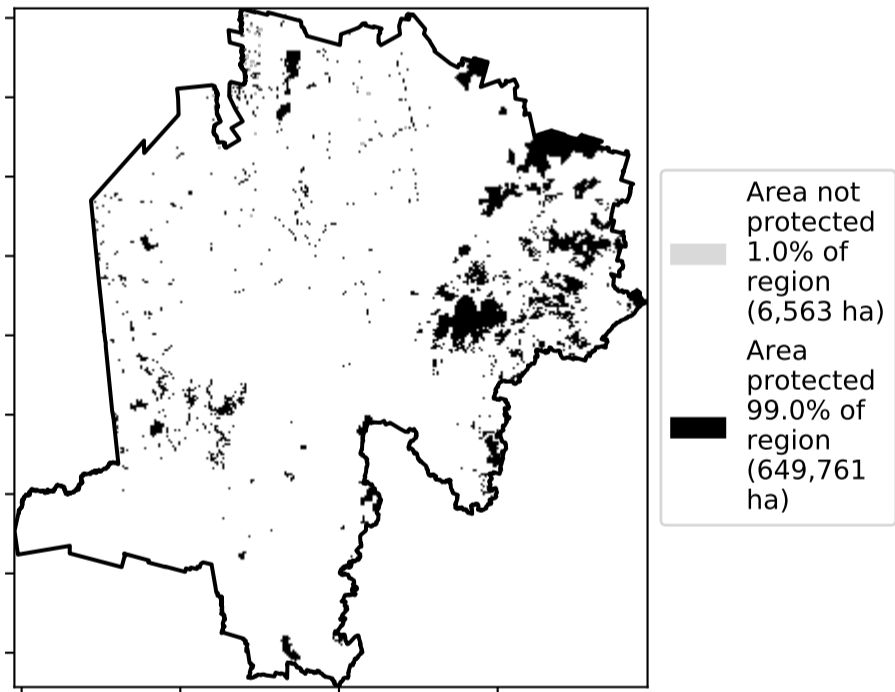 Area not
protected
1.0% of
region
(6,563 ha)
Area
protected
99.0% of
region
(649,761
ha)